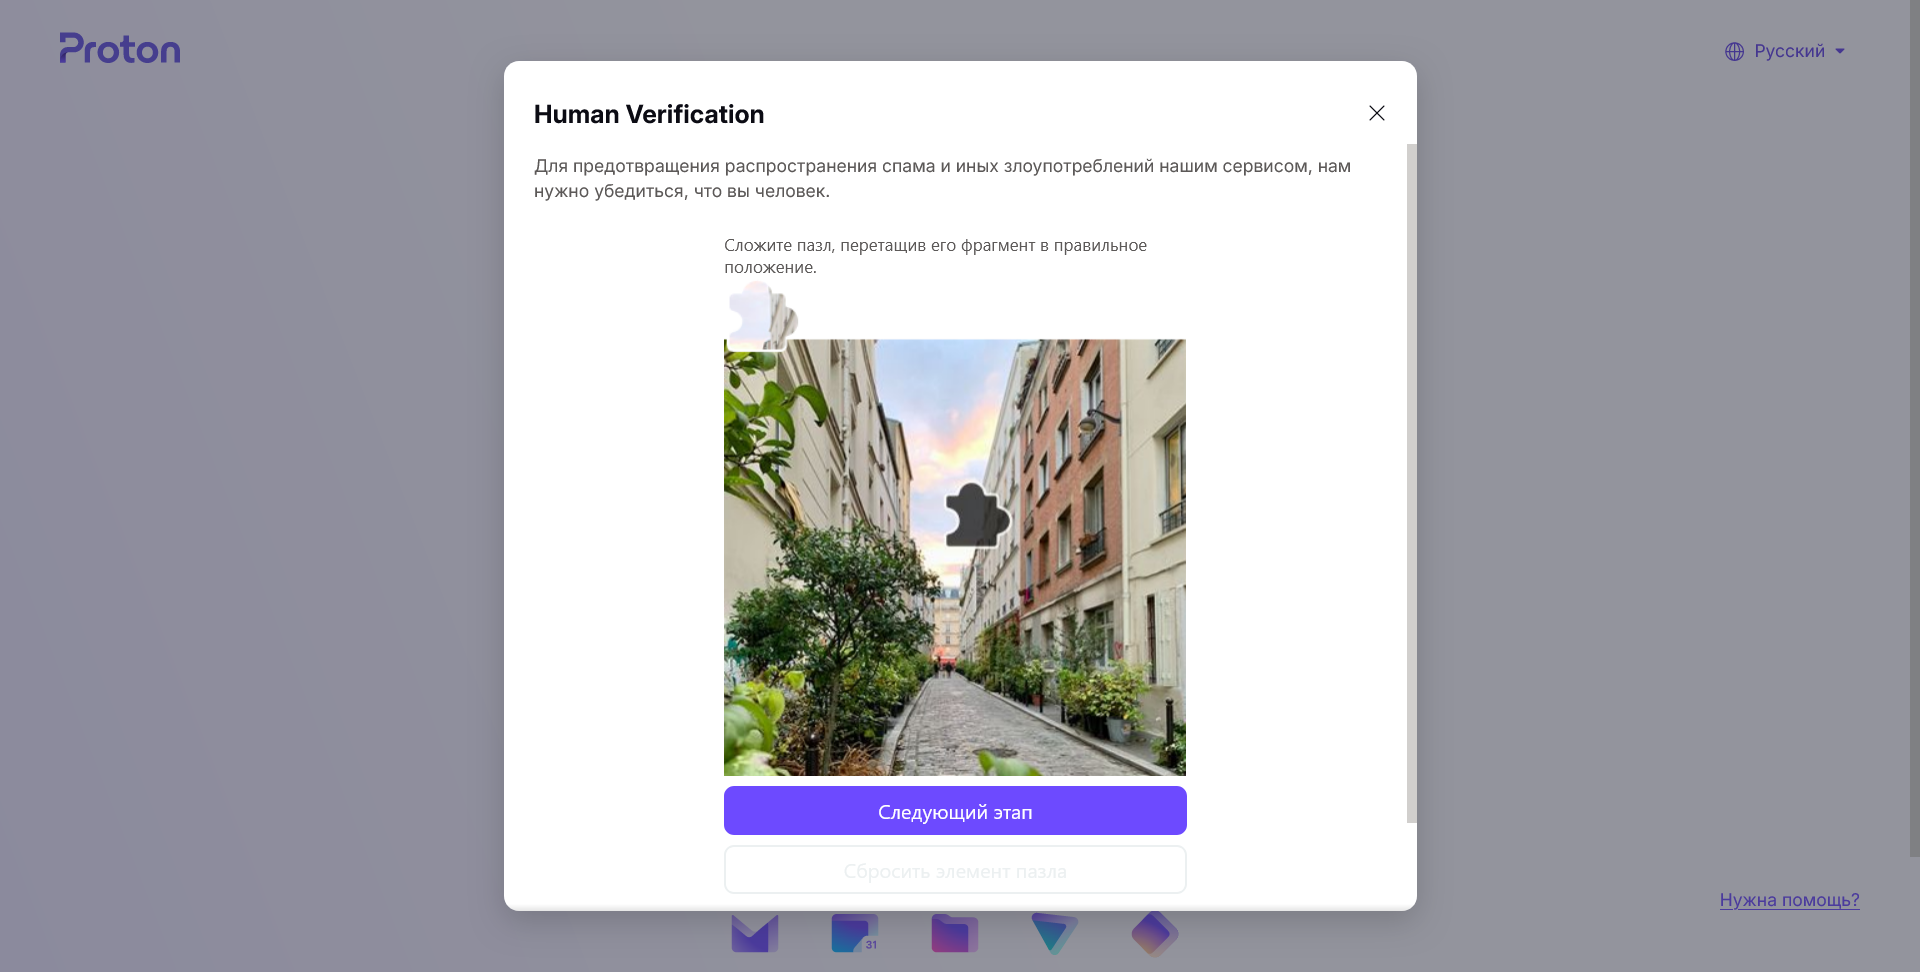 Proton
Русский
Human Verification
Для предотвращения распространения спама и иных злоупотреблений нашим сервисом, нам
нужно убедиться, что вы человек.
Сложите пазл, перетащив его фрагмент в правильное
положение.
Следующий этап
Сбросить элемент пазла
Нужна помощь?
31